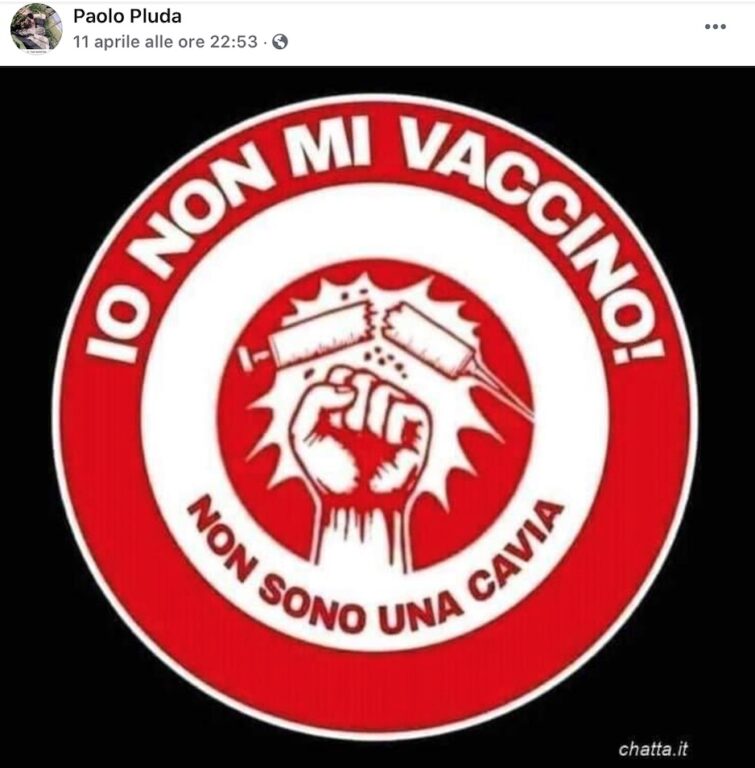 Paolo Pluda
11 aprile alle ore 22:53 ·
IO NON MI VACCINO!
NON SONO UNA CAVIA
chatta.it